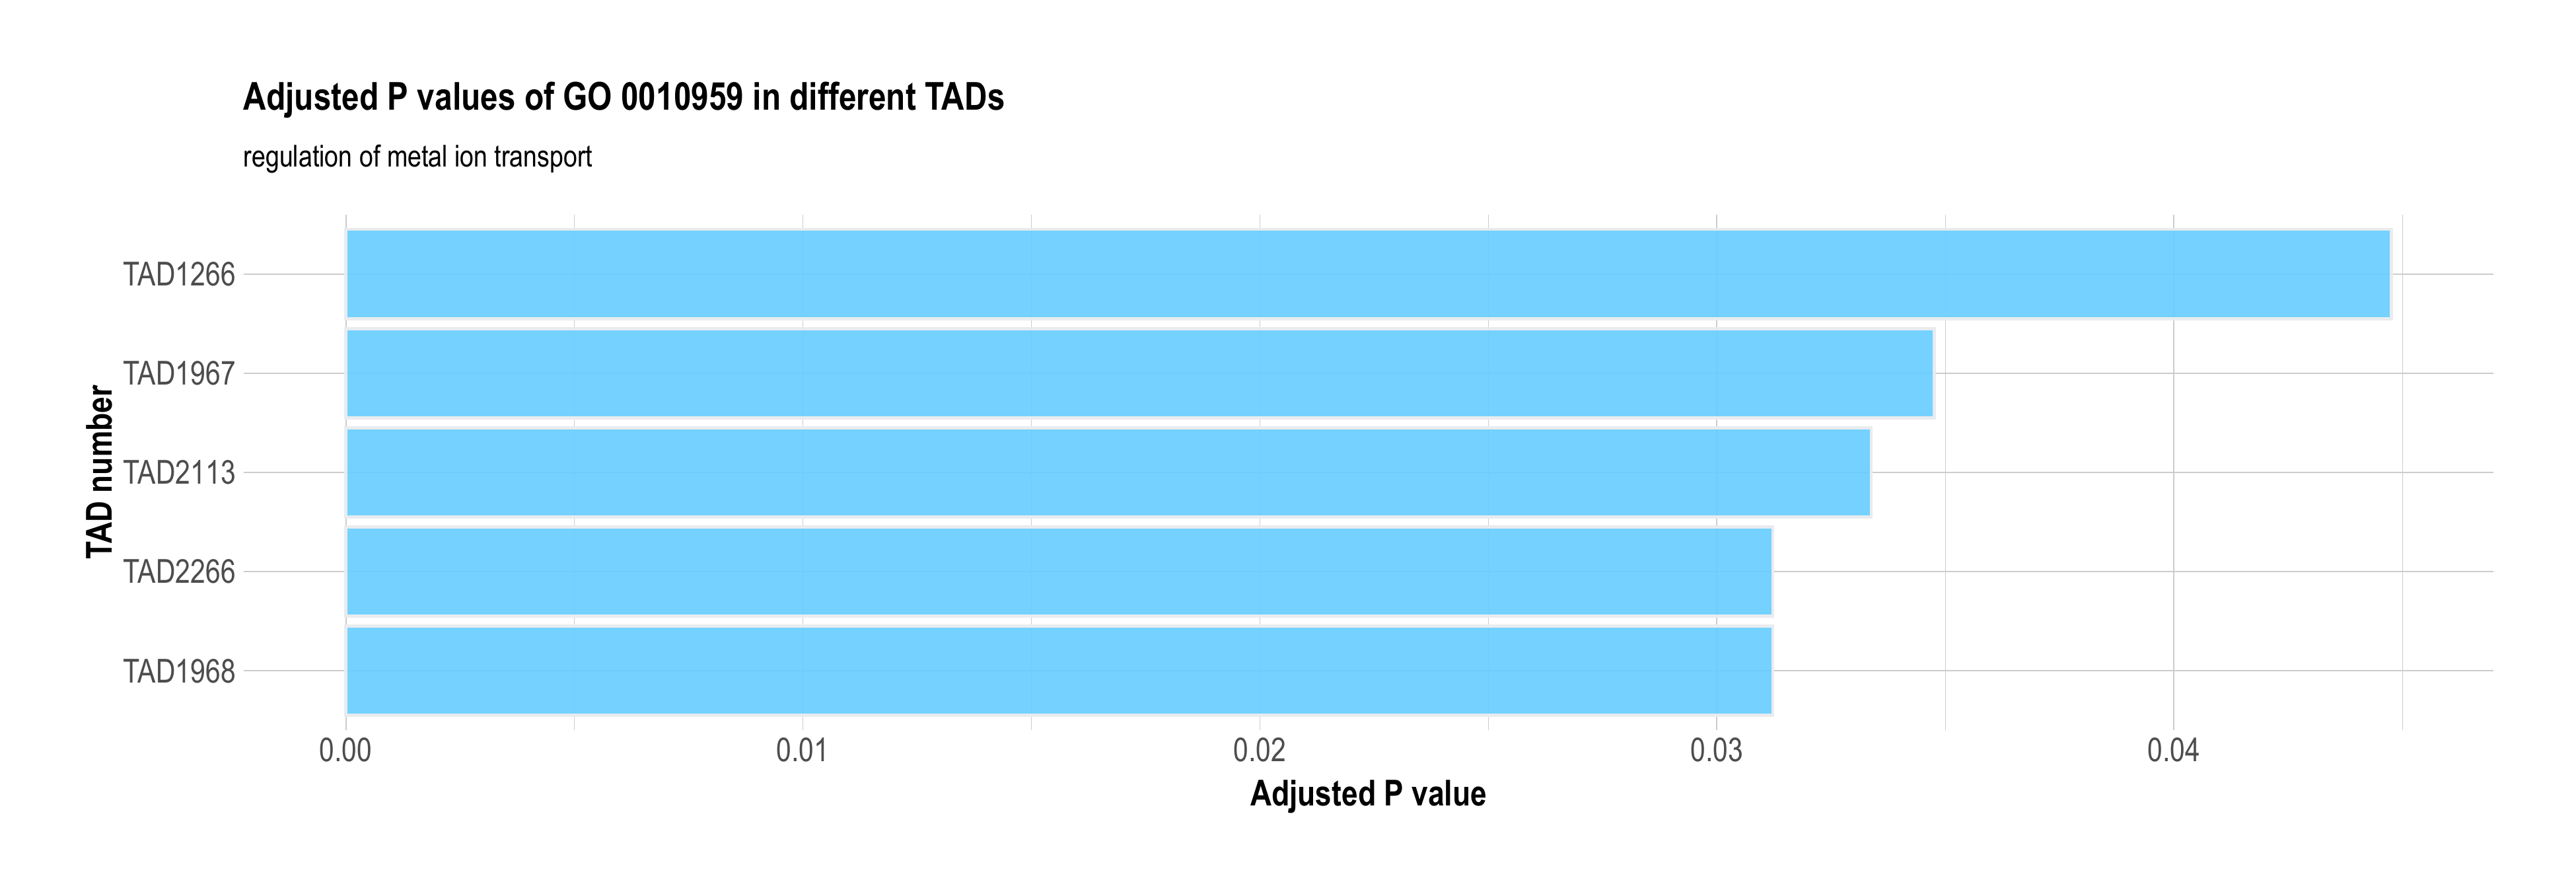 Adjusted P values of GO 0010959 in different TADs
regulation of metal ion transport
TAD number
TAD1266
TAD1967
TAD2113
TAD2266
TAD1968
0.00 0.01 0.02 0.03 0.04
Adjusted P value